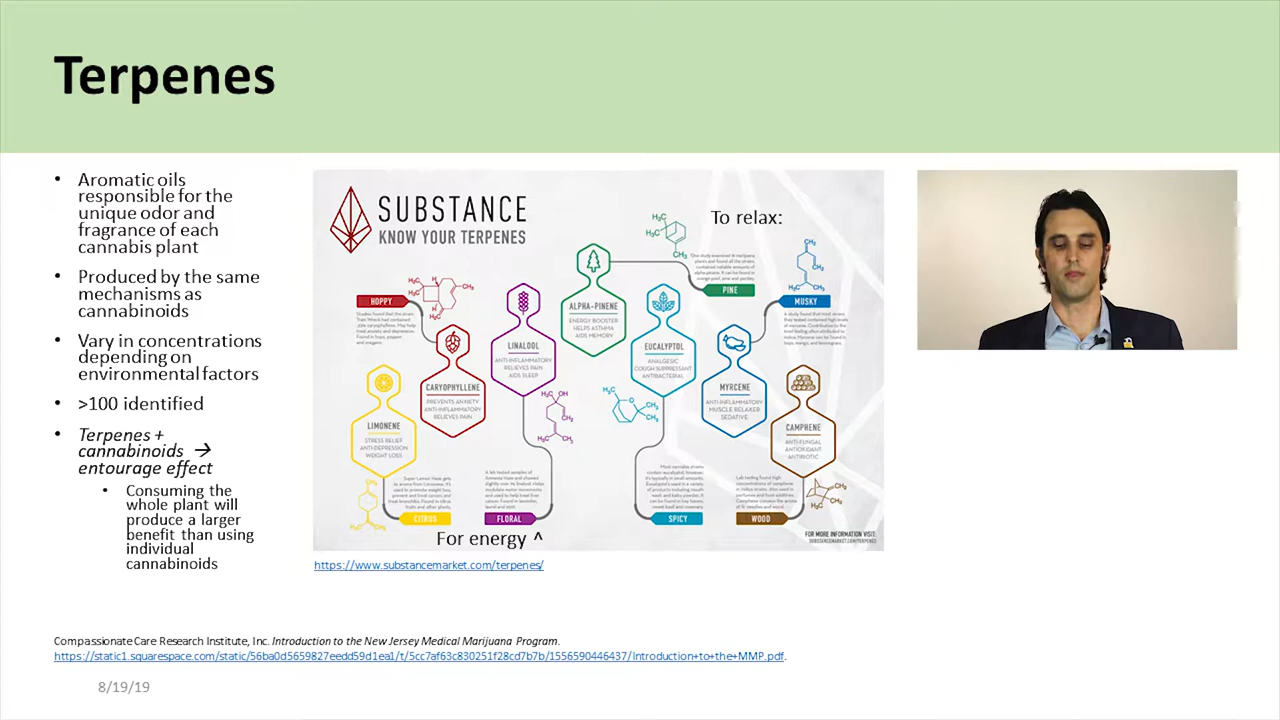 Terpenes
• Aromatic oils
responsible for the
unique odor and
fragrance of each
cannabis plant
• Produced by the same
mechanisms as
cannabinoids
• Vary in concentrations
depending on
environmental factors
• >100 identified
• Terpenes +
cannabinoids →
entourage effect
• Consuming the
whole plant will
produce a larger
benefit than using
individual
cannabinoids
SUBSTANCE
KNOW YOUR TERPENES
To relax:
HOPPY
PINE
MUSKY
LIMONENE
STRESS RELIEF
ANTI-DEPRESSION
WEIGHT LOSS
CARYOPHYLLENE
PREVENTS ANXIETY
ANTI-INFLAMMATORY
RELIEVES PAIN
LINALOOL
ANTI-INFLAMMATORY
RELIEVES PAIN
AIDS SLEEP
ALPHA-PINENE
ENERGY BOOSTER
HELPS ASTHMA
AIDS MEMORY
EUCALYPTOL
ANALGESIC
COUGH SUPPRESSANT
ANTIBACTERIAL
MYRCENE
ANTI-INFLAMMATORY
MUSCLE RELAXER
SEDATIVE
CAMPHENE
ANTI-FUNGAL
ANTIOXIDANT
ANTIBIOTIC
CITRUS
FLORAL
SPICY
WOOD
For energy ^
FOR MORE INFORMATION VISIT:
SUBSTANCEMARKET.COM/TERPENES
https://www.substancemarket.com/terpenes/
Compassionate Care Research Institute, Inc. Introduction to the New Jersey Medical Marijuana Program.
https://static1.squarespace.com/static/56ba0d5659827eedd59d1ea1/t/5cc7af63c830251f28cd7b7b/1556590446437/Introduction+to+the+MMP.pdf.
8/19/19